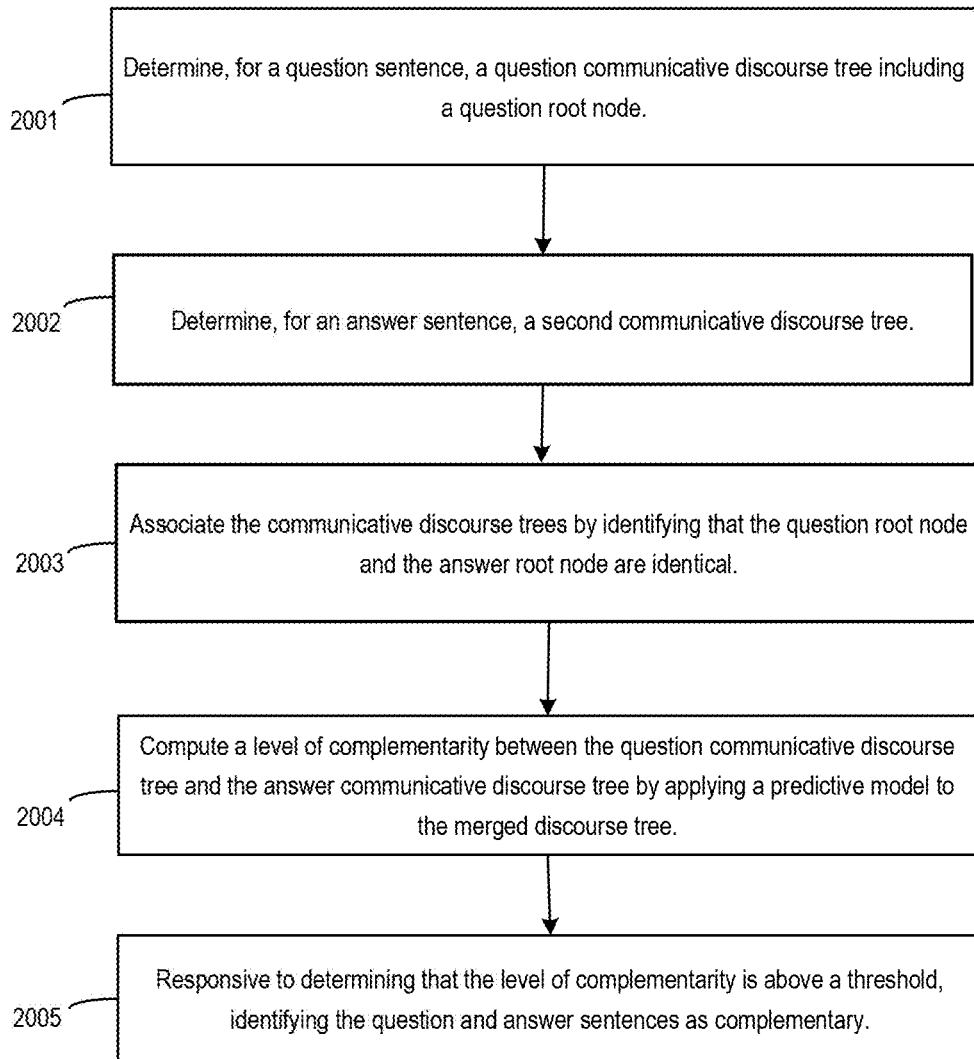 Determine, for a question sentence, a question communicative discourse tree including
a question root node.
2001
Determine, for an answer sentence, a second communicative discourse tree.
2002
Associate the communicative discourse trees by identifying that the question root node
and the answer root node are identical.
2003
Compute a level of complementarity between the question communicative discourse
tree and the answer communicative discourse tree by applying a predictive model to
the merged discourse tree.
2004
Responsive to determining that the level of complementarity is above a threshold,
identifying the question and answer sentences as complementary.
2005